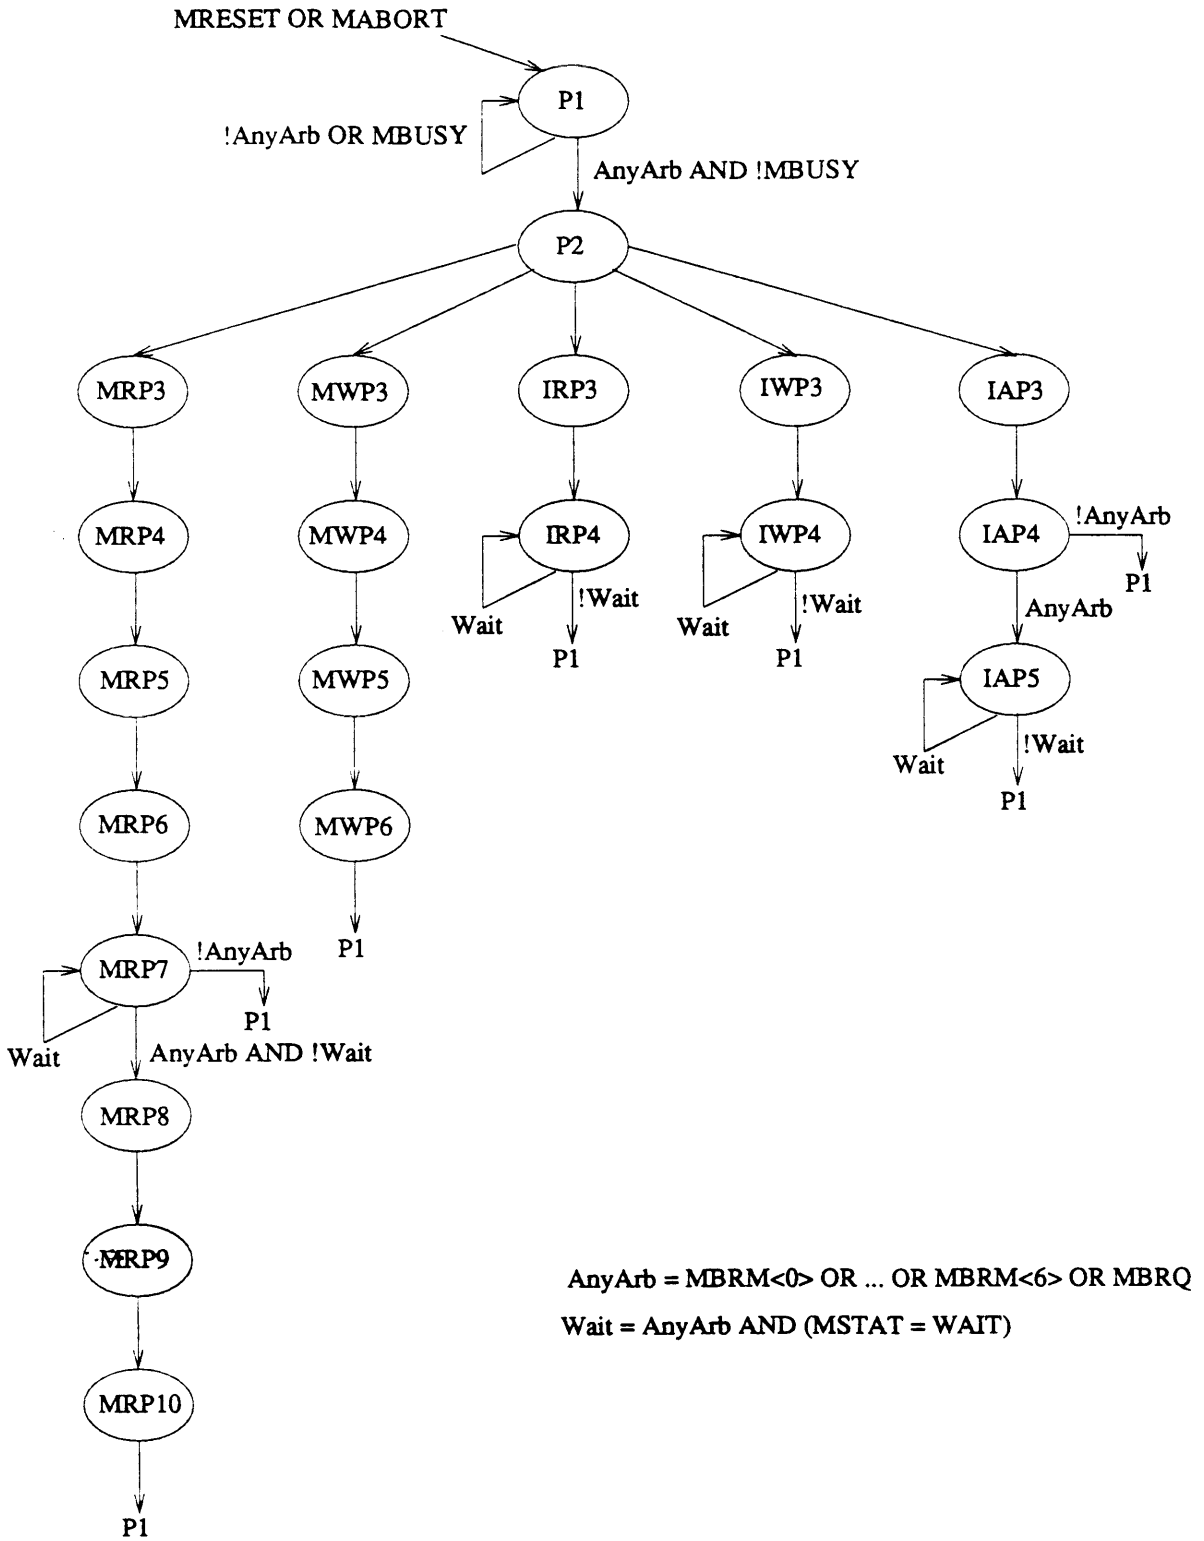 MRESET OR MABORT
P1
!AnyArb OR MBUSY
AnyArb AND !MBUSY
P2
MRP3
MWP3
IRP3
IWP3
IAP3
MRP4
MWP4
IRP4
IWP4
IAP4
!AnyArb
P1
Wait
!Wait
P1
Wait
!Wait
P1
AnyArb
MRP5
MWP5
IAP5
Wait
!Wait
P1
MRP6
MWP6
P1
MRP7
!AnyArb
P1
Wait
AnyArb AND !Wait
MRP8
MRP9
AnyArb = MBRM<0> OR ... OR MBRM<6> OR MBRQ
Wait = AnyArb AND (MSTAT = WAIT)
MRP10
P1